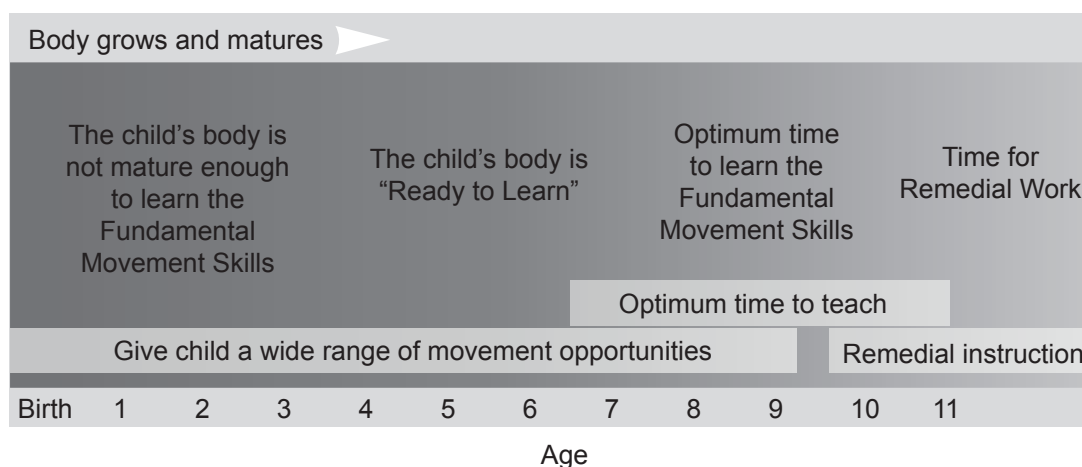 Body grows and matures
The child’s body is
not mature enough
to learn the
Fundamental
Movement Skills
The child’s body is
“Ready to Learn”
Optimum time
to learn the
Fundamental
Movement Skills
Time for
Remedial Work
Optimum time to teach
Give child a wide range of movement opportunities
Remedial instruction
Birth 1 2 3 4 5 6 7 8 9 10 11
Age